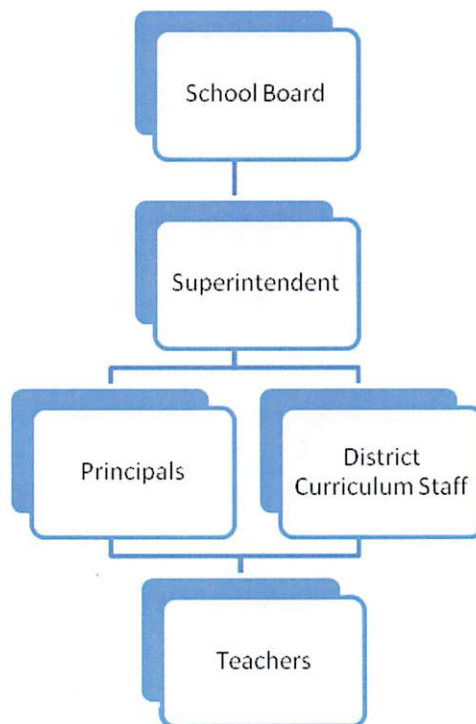 School Board
Superintendent
Principals
District
Curriculum Staff
Teachers